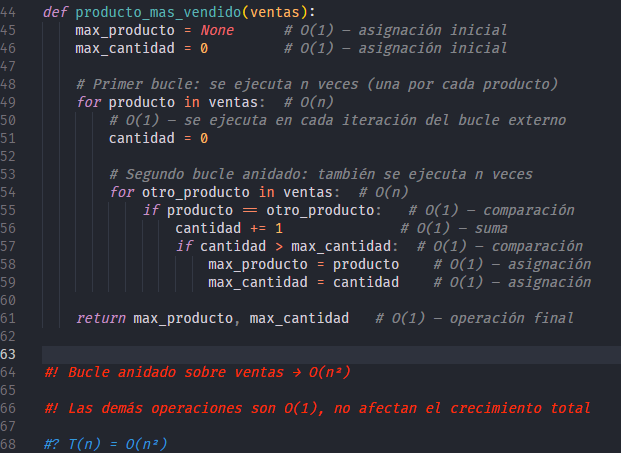 44 def producto_mas_vendido(ventas):
45 max_producto = None # O(1) – asignación inicial
46 max_cantidad = 0 # O(1) – asignación inicial
47
48 # Primer bucle: se ejecuta n veces (una por cada producto)
49 for producto in ventas: # O(n)
50 # O(1) – se ejecuta en cada iteración del bucle externo
51 cantidad = 0
52
53 # Segundo bucle anidado: también se ejecuta n veces
54 for otro_producto in ventas: # O(n)
55 if producto == otro_producto: # O(1) – comparación
56 cantidad += 1 # O(1) – suma
57 if cantidad > max_cantidad: # O(1) – comparación
58 max_producto = producto # O(1) – asignación
59 max_cantidad = cantidad # O(1) – asignación
60
61 return max_producto, max_cantidad # O(1) – operación final
62
63
64 #! Bucle anidado sobre ventas → O(n²)
65
66 #! Las demás operaciones son O(1), no afectan el crecimiento total
67
68 #? T(n) = O(n²)